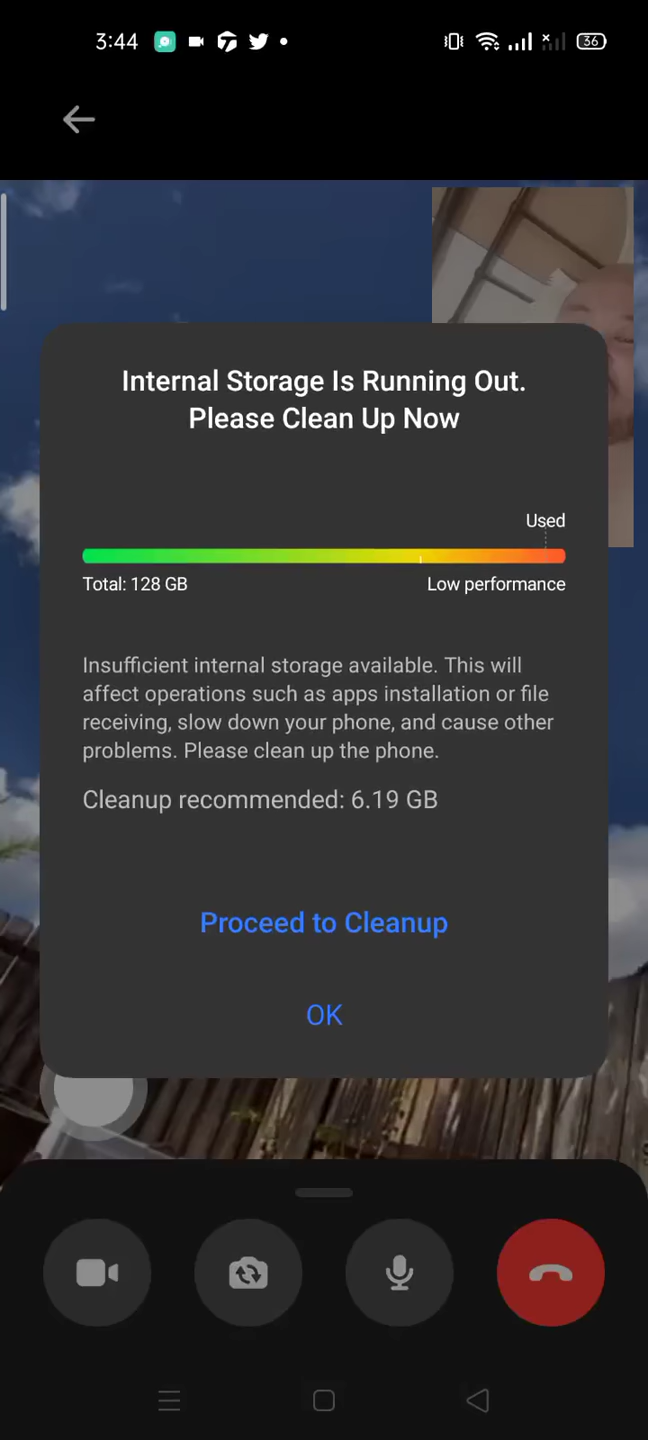 3:44
36
Internal Storage Is Running Out.
Please Clean Up Now
Used
Total: 128 GB
Low performance
Insufficient internal storage available. This will
affect operations such as apps installation or file
receiving, slow down your phone, and cause other
problems. Please clean up the phone.
Cleanup recommended: 6.19 GB
Proceed to Cleanup
OK